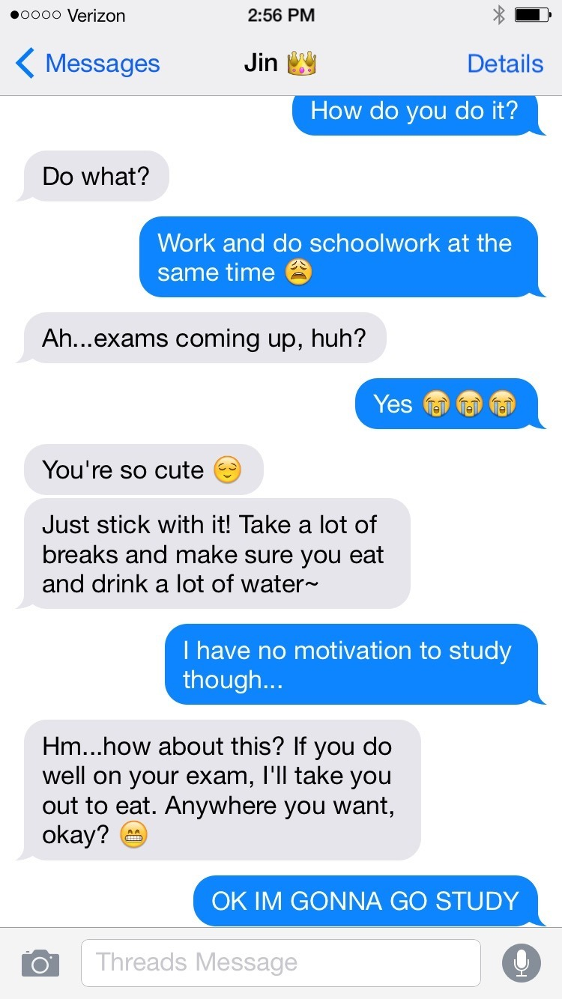 ●○○○○ Verizon 2:56 PM
Messages Jin 👑 Details
How do you do it?
Do what?
Work and do schoolwork at the
same time 😩
Ah...exams coming up, huh?
Yes 😭😭😭
You're so cute 😌
Just stick with it! Take a lot of
breaks and make sure you eat
and drink a lot of water~
I have no motivation to study
though...
Hm...how about this? If you do
well on your exam, I'll take you
out to eat. Anywhere you want,
okay? 😁
OK IM GONNA GO STUDY
Threads Message